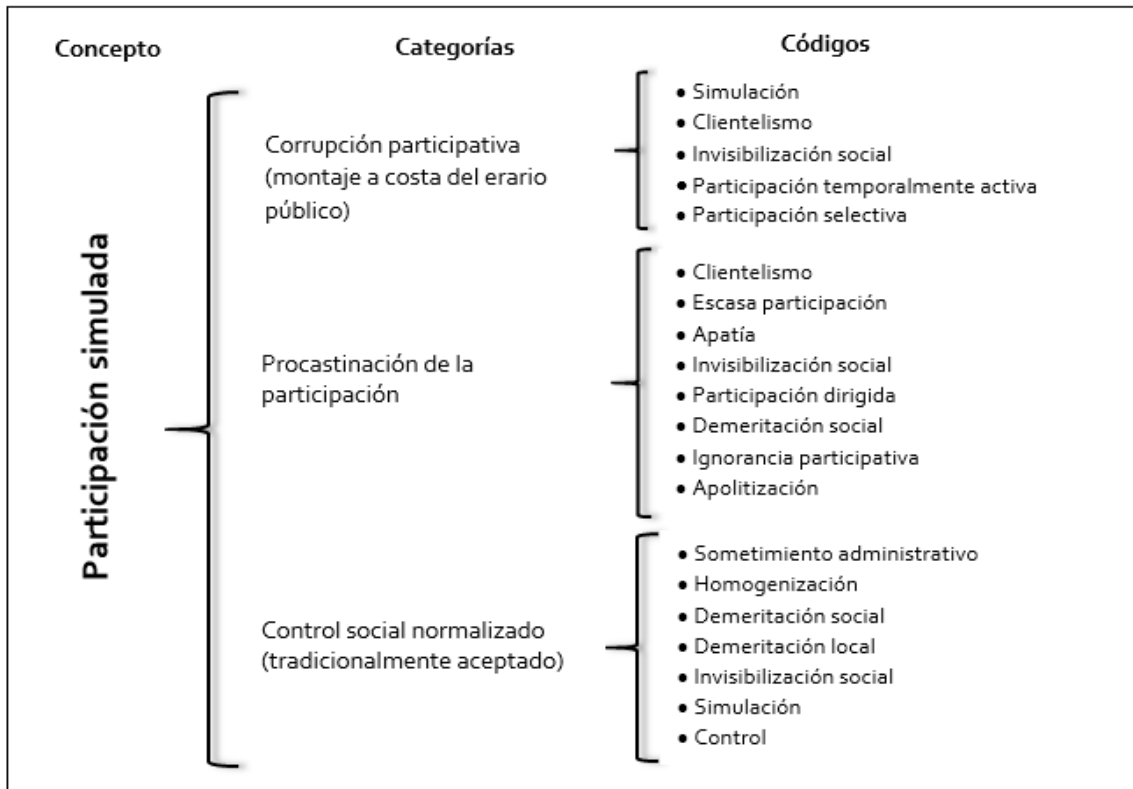 Concepto
Categorías
Códigos
Participación simulada
Corrupción participativa
(montaje a costa del erario
público)
• Simulación
• Clientelismo
• Invisibilización social
• Participación temporalmente activa
• Participación selectiva
Procastinación de la
participación
• Clientelismo
• Escasa participación
• Apatía
• Invisibilización social
• Participación dirigida
• Demeritación social
• Ignorancia participativa
• Apolitización
Control social normalizado
(tradicionalmente aceptado)
• Sometimiento administrativo
• Homogenización
• Demeritación social
• Demeritación local
• Invisibilización social
• Simulación
• Control